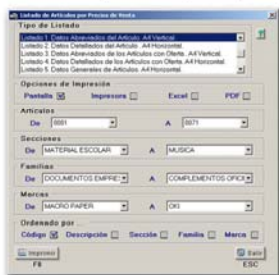 Listado de Artículos por Precios de Venta
Tipo de Listado
Listado 1. Datos Abreviados del Artículo. A4 Vertical.
Listado 2. Datos Detallados del Artículo. A4 Horizontal.
Listado 3. Datos Abreviados de los Artículos con Oferta. A4 Vertical.
Listado 4. Datos Detallados de los Artículos con Oferta. A4 Horizontal.
Listado 5. Datos Generales de Artículos. A4 Horizontal.
Opciones de Impresión
Pantalla Impresora Excel PDF
Artículos
De 0001 A 8071
Secciones
De MATERIAL ESCOLAR A MUSICA
Familias
De DOCUMENTOS EMPRE A COMPLEMENTOS OFICI
Marcas
De MACRO PAPER A OKI
Ordenado por ...
Código Descripción Sección Familia Marca
Imprimir Salir
F8 ESC